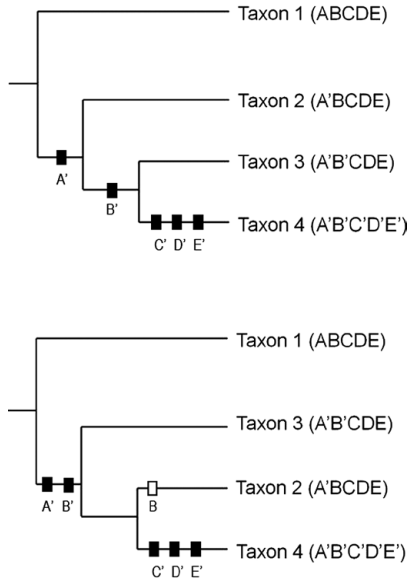 Taxon 1 (ABCDE)
Taxon 2 (A'BCDE)
A'
Taxon 3 (A'B'CDE)
B'
Taxon 4 (A'B'C'D'E')
C' D' E'
Taxon 1 (ABCDE)
Taxon 3 (A'B'CDE)
A' B'
Taxon 2 (A'BCDE)
B
Taxon 4 (A'B'C'D'E')
C' D' E'